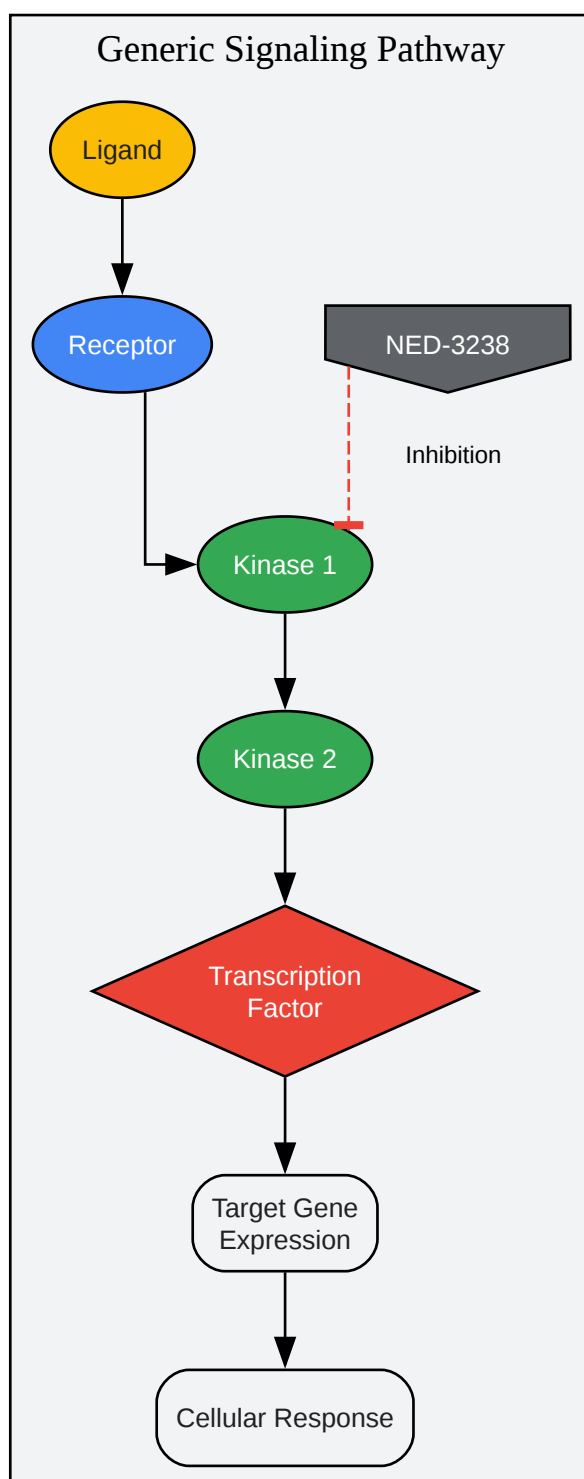 Generic Signaling Pathway
Ligand
Receptor
NED-3238
Inhibition
Kinase 1
Kinase 2
Transcription
Factor
Target Gene
Expression
Cellular Response